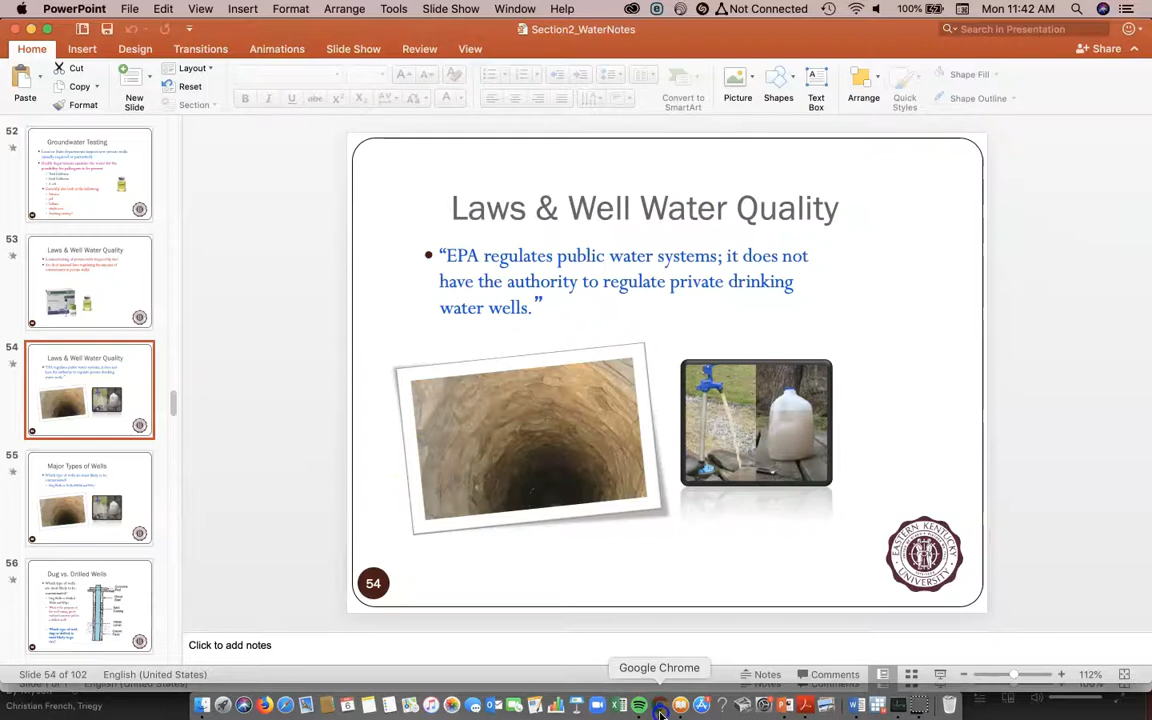 PowerPoint File Edit View Insert Format Arrange Tools Slide Show Window Help Not Connected 100% Mon 11:42 AM
Section2_WaterNotes
Search in Presentation
Home Insert Design Transitions Animations Slide Show Review View
Share
Paste
Cut
Copy
Format
New
Slide
Layout
Reset
Section
Convert to
SmartArt
Picture
Shapes
Text
Box
Arrange
Quick
Styles
Shape Fill
Shape Outline
52
Groundwater Testing
53
Laws & Well Water Quality
54
Laws & Well Water Quality
55
Major Types of Wells
56
Dug vs. Drilled Wells
Laws & Well Water Quality
“EPA regulates public water systems; it does not
have the authority to regulate private drinking
water wells.”
54
EASTERN KENTUCKY
UNIVERSITY
Click to add notes
Google Chrome
Slide 54 of 102 English (United States)
Notes Comments 112%
Christian French, Triegy